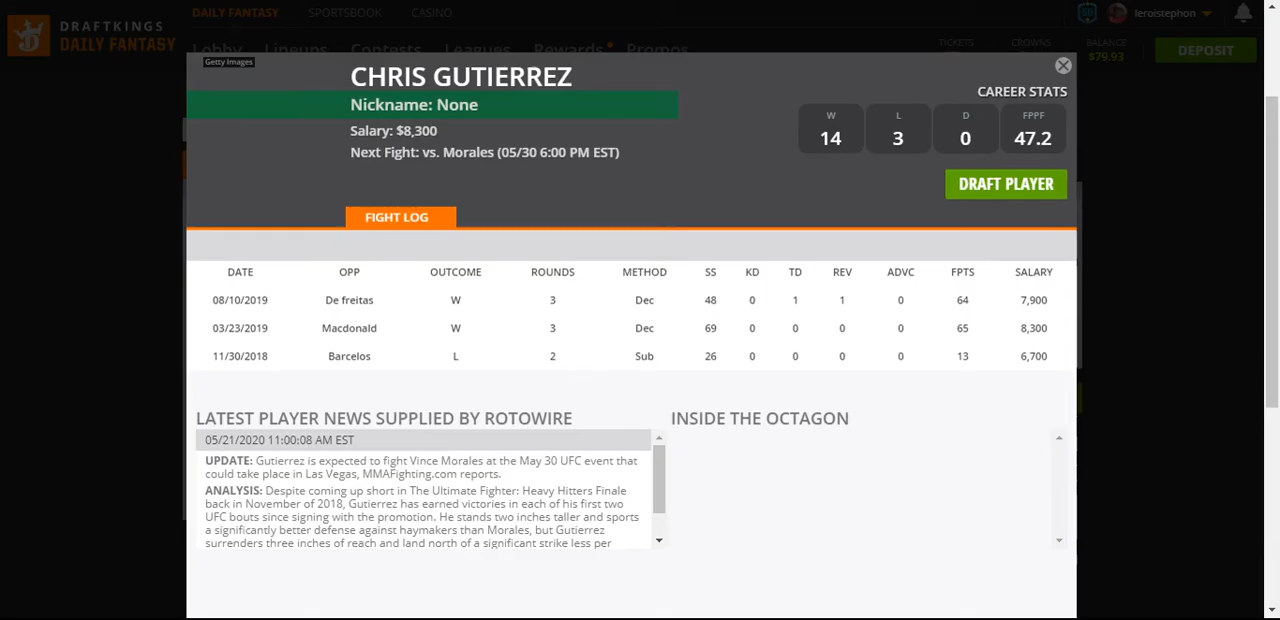 DRAFTKINGS
DAILY FANTASY
DAILY FANTASY SPORTSBOOK CASINO
leroistephon
Lobby Lineups Contests Leagues Rewards Promos
TICKETS CROWNS BALANCE
$79.93
DEPOSIT
Getty Images
CHRIS GUTIERREZ
Nickname: None
Salary: $8,300
Next Fight: vs. Morales (05/30 6:00 PM EST)
CAREER STATS
W L D FPPF
14 3 0 47.2
DRAFT PLAYER
FIGHT LOG
DATE OPP OUTCOME ROUNDS METHOD SS KD TD REV ADVC FPTS SALARY
08/10/2019 De freitas W 3 Dec 48 0 1 1 0 64 7,900
03/23/2019 Macdonald W 3 Dec 69 0 0 0 0 65 8,300
11/30/2018 Barcelos L 2 Sub 26 0 0 0 0 13 6,700
LATEST PLAYER NEWS SUPPLIED BY ROTOWIRE
05/21/2020 11:00:08 AM EST
UPDATE: Gutierrez is expected to fight Vince Morales at the May 30 UFC event that
could take place in Las Vegas, MMAFighting.com reports.
ANALYSIS: Despite coming up short in The Ultimate Fighter: Heavy Hitters Finale
back in November of 2018, Gutierrez has earned victories in each of his first two
UFC bouts since signing with the promotion. He stands two inches taller and sports
a significantly better defense against haymakers than Morales, but Gutierrez
surrenders three inches of reach and land north of a significant strike less per
INSIDE THE OCTAGON